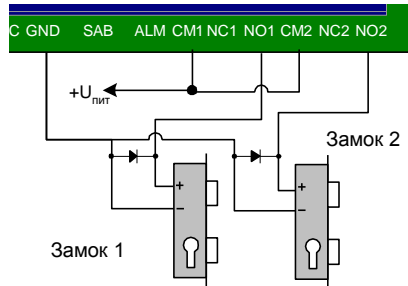 C GND SAB ALM CM1 NC1 NO1 CM2 NC2 NO2
+Uпит
Замок 2
+
−
+
−
Замок 1